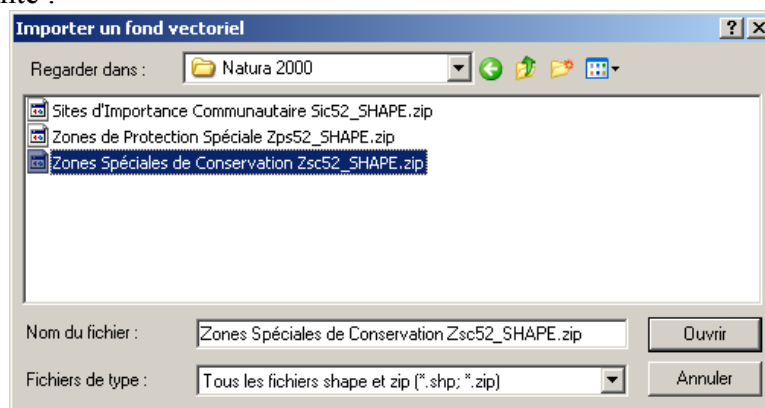 Importer un fond vectoriel
Regarder dans :
Natura 2000
Sites d'Importance Communautaire Sic52_SHAPE.zip
Zones de Protection Spéciale Zps52_SHAPE.zip
Zones Spéciales de Conservation Zsc52_SHAPE.zip
Nom du fichier :
Zones Spéciales de Conservation Zsc52_SHAPE.zip
Ouvrir
Fichiers de type :
Tous les fichiers shape et zip (*.shp; *.zip)
Annuler